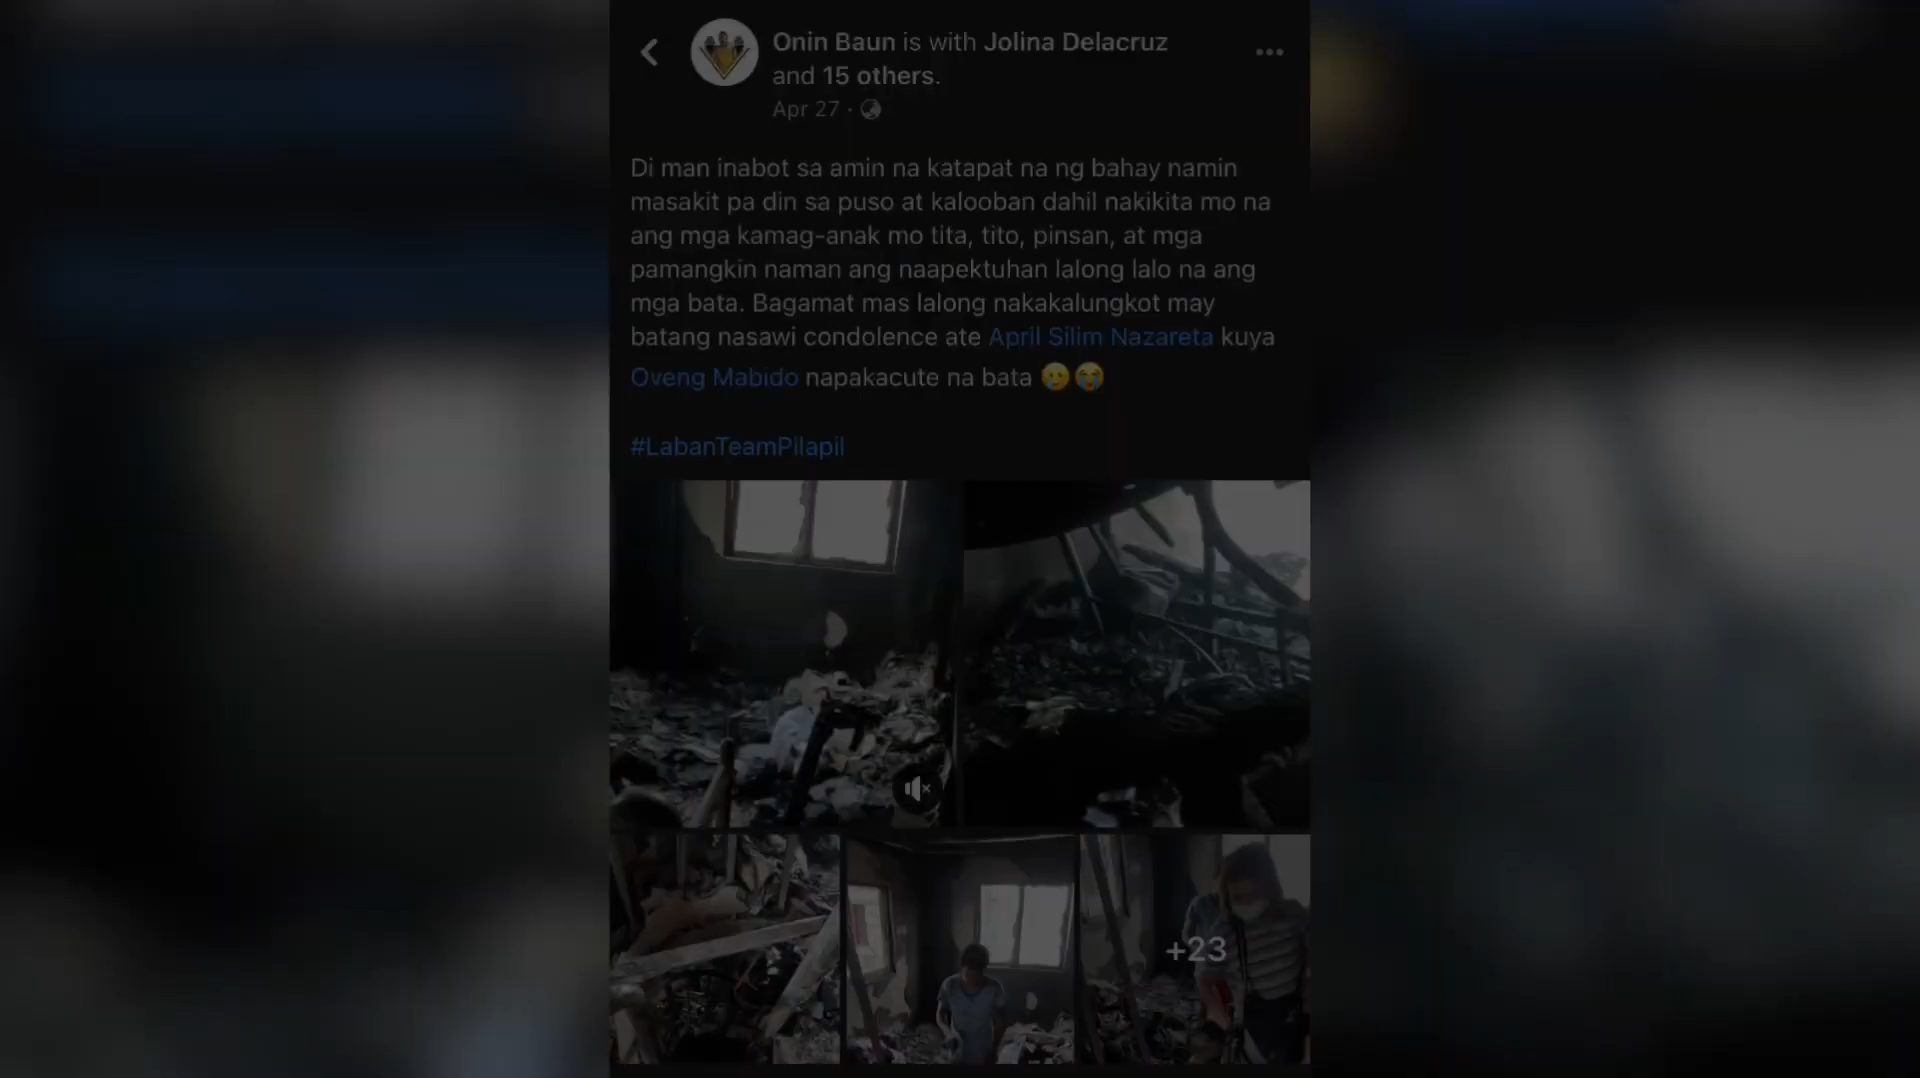 Onin Baun is with Jolina Delacruz
and 15 others.
Apr 27 ·
Di man inabot sa amin na katapat na ng bahay namin
masakit pa din sa puso at kalooban dahil nakikita mo na
ang mga kamag-anak mo tita, tito, pinsan, at mga
pamangkin naman ang naapektuhan lalong lalo na ang
mga bata. Bagamat mas lalong nakakalungkot may
batang nasawi condolence ate April Silim Nazareta kuya
Oveng Mabido napakacute na bata 🥲😭
#LabanTeamPilapil
+23